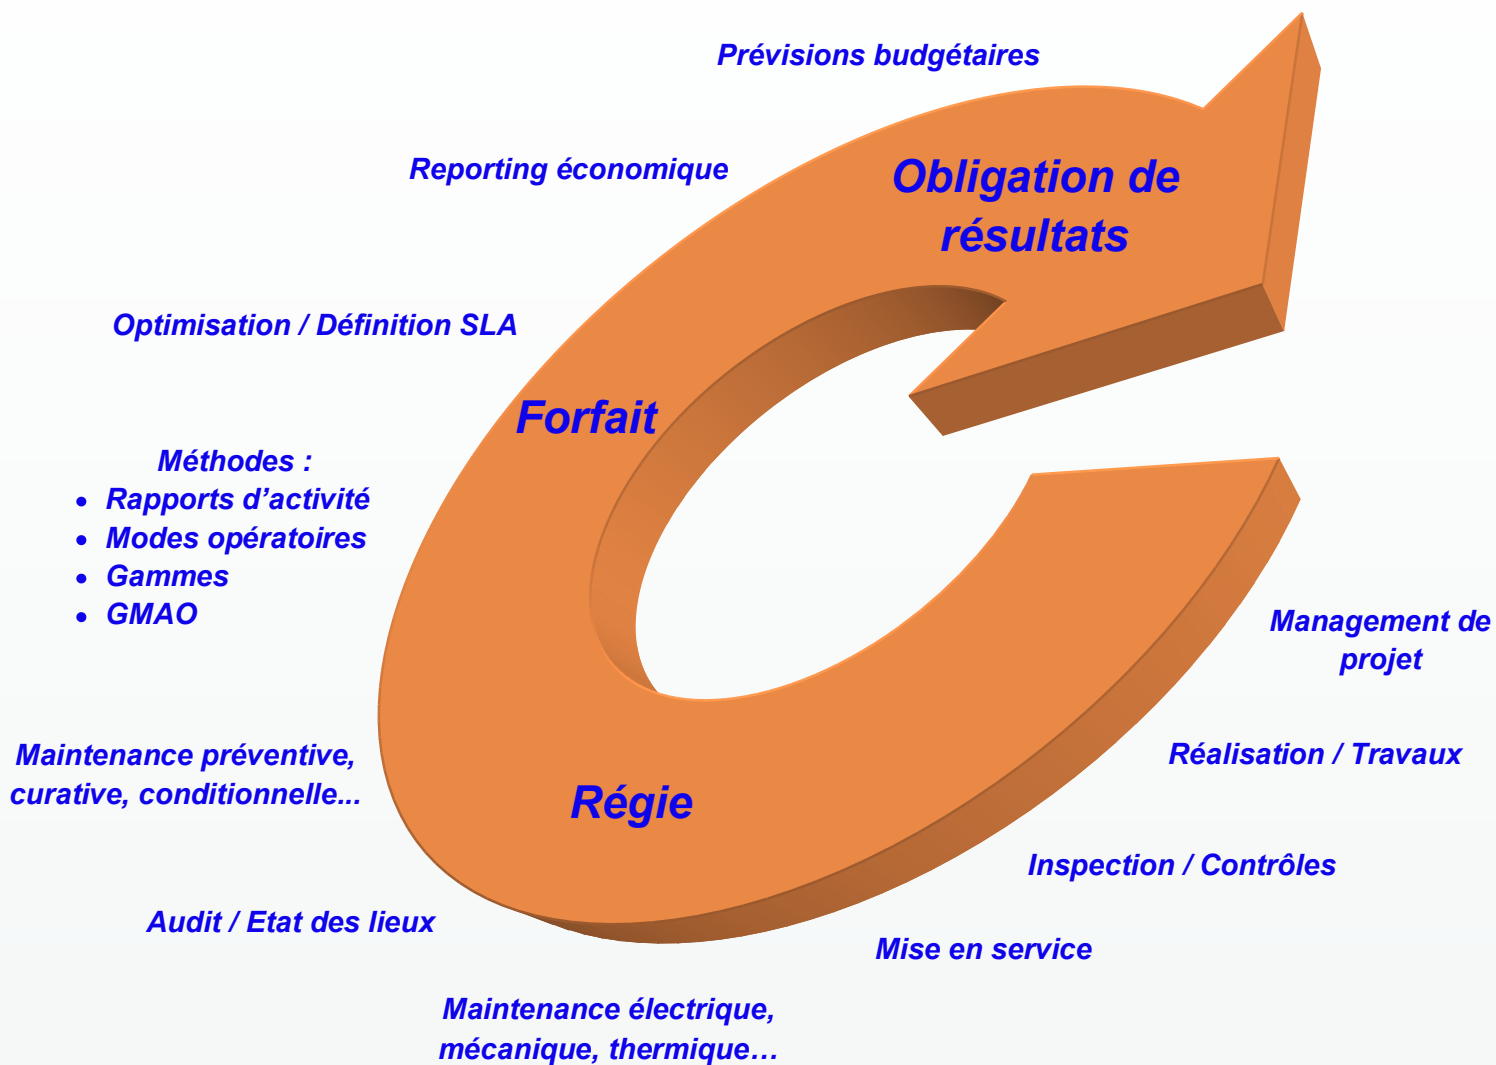 Prévisions budgétaires
Reporting économique
Obligation de
résultats
Optimisation / Définition SLA
Forfait
Méthodes :
• Rapports d’activité
• Modes opératoires
• Gammes
• GMAO
Management de
projet
Maintenance préventive,
curative, conditionnelle...
Réalisation / Travaux
Régie
Inspection / Contrôles
Audit / Etat des lieux
Mise en service
Maintenance électrique,
mécanique, thermique…